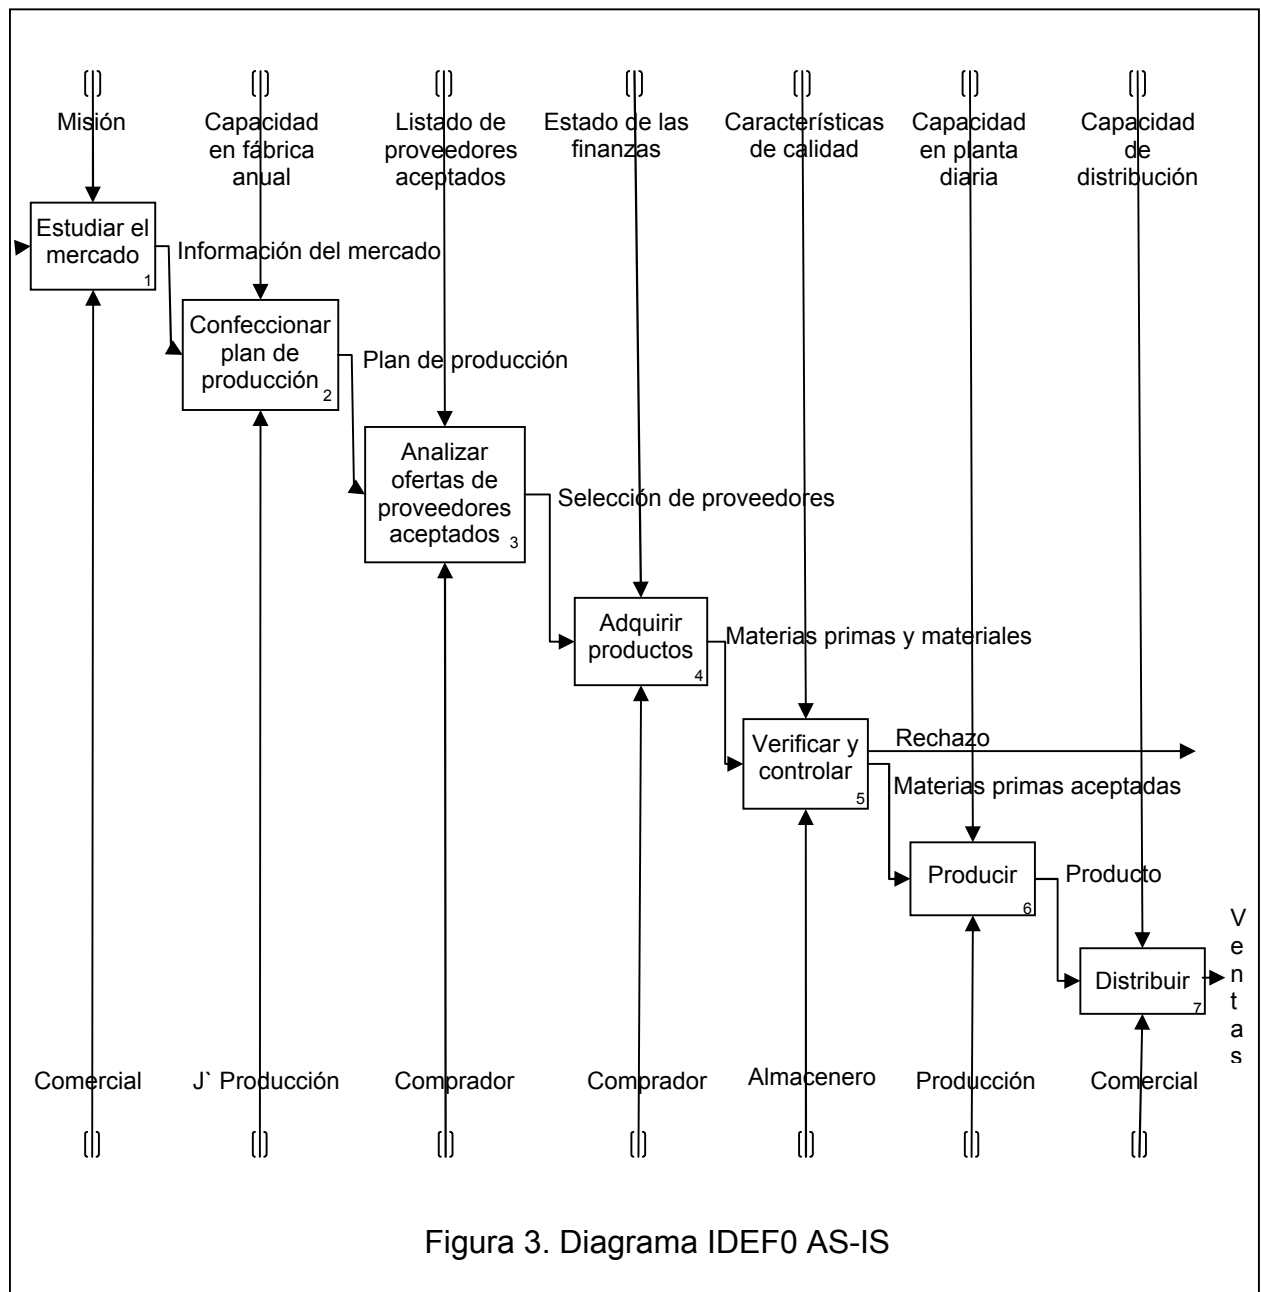 Misión
Capacidad
en fábrica
anual
Listado de
proveedores
aceptados
Estado de las
finanzas
Características
de calidad
Capacidad
en planta
diaria
Capacidad
de
distribución
Estudiar el
mercado
1
Información del mercado
Confeccionar
plan de
producción
2
Plan de producción
Analizar
ofertas de
proveedores
aceptados
3
Selección de proveedores
Adquirir
productos
4
Materias primas y materiales
Verificar y
controlar
5
Rechazo
Materias primas aceptadas
Producir
6
Producto
Distribuir
7
Ventas
Comercial
J` Producción
Comprador
Comprador
Almacenero
Producción
Comercial
Figura 3. Diagrama IDEF0 AS-IS